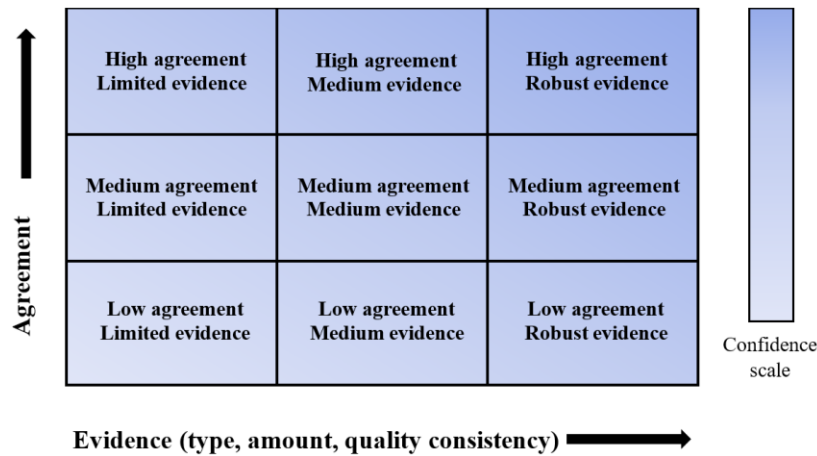 High agreement
Limited evidence
High agreement
Medium evidence
High agreement
Robust evidence
Medium agreement
Limited evidence
Medium agreement
Medium evidence
Medium agreement
Robust evidence
Low agreement
Limited evidence
Low agreement
Medium evidence
Low agreement
Robust evidence
Agreement
Evidence (type, amount, quality consistency)
Confidence
scale